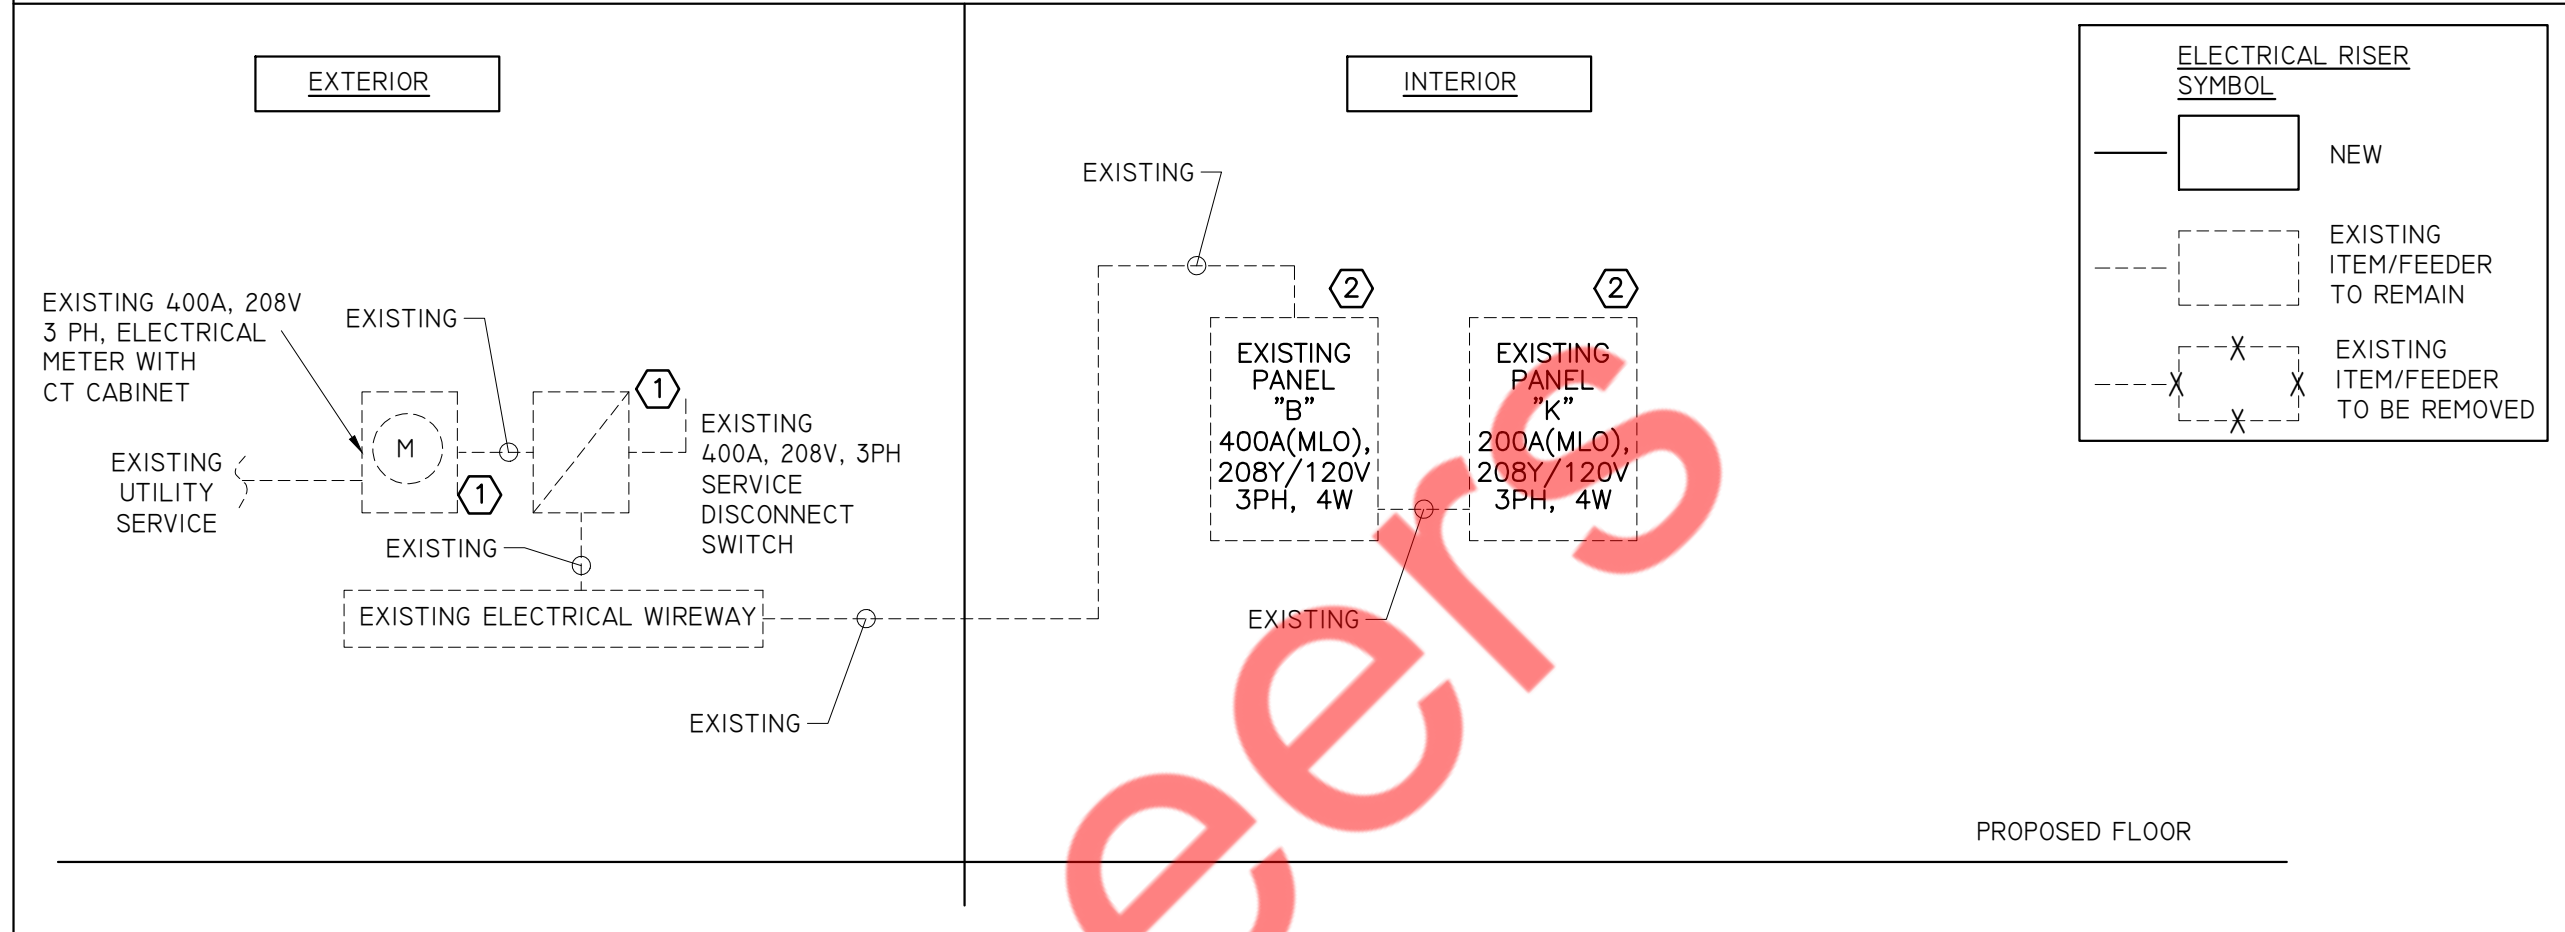 EXTERIOR
INTERIOR
ELECTRICAL RISER
SYMBOL
NEW
EXISTING
ITEM/FEEDER
TO REMAIN
EXISTING
ITEM/FEEDER
TO BE REMOVED
EXISTING 400A, 208V
3 PH, ELECTRICAL
METER WITH
CT CABINET
EXISTING
EXISTING
UTILITY
SERVICE
M
1
1
EXISTING
400A, 208V, 3PH
SERVICE
DISCONNECT
SWITCH
EXISTING
EXISTING ELECTRICAL WIREWAY
EXISTING
EXISTING
2
EXISTING
PANEL
"B"
400A(MLO),
208Y/120V
3PH, 4W
2
EXISTING
PANEL
"K"
200A(MLO),
208Y/120V
3PH, 4W
EXISTING
PROPOSED FLOOR
eers